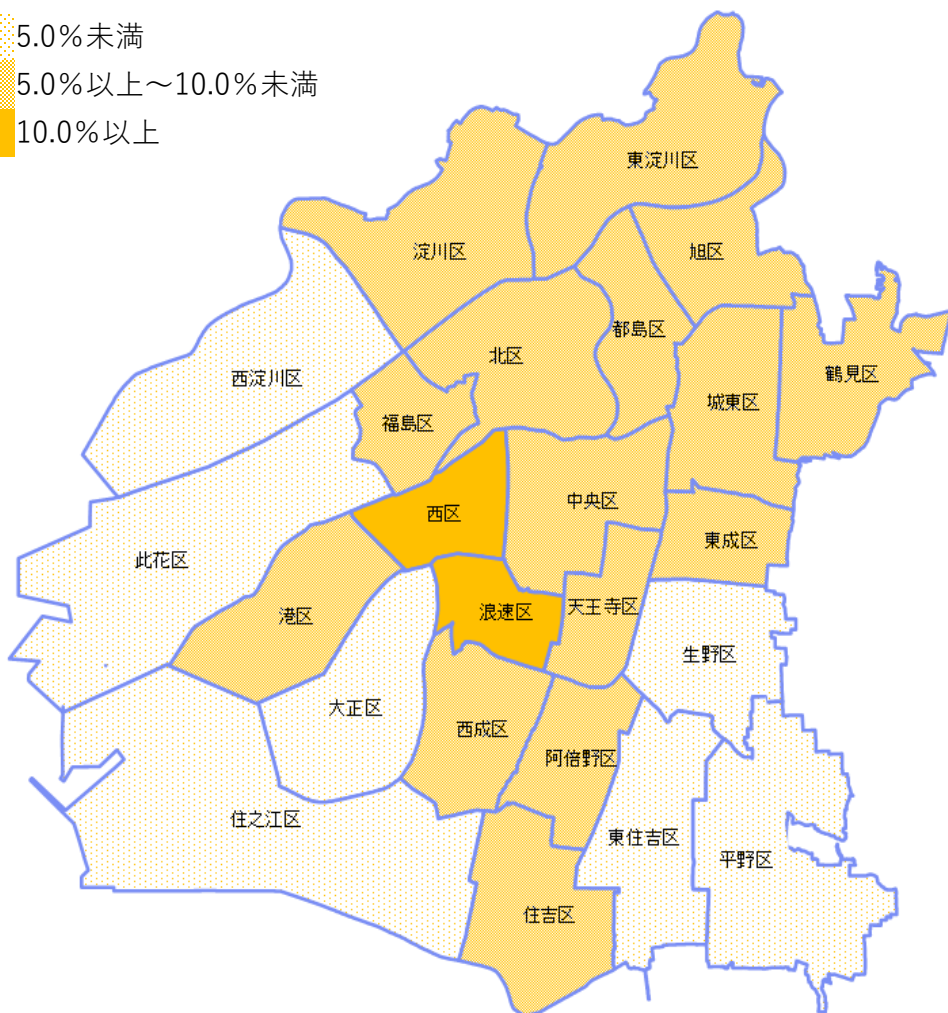 5.0%未満
5.0%以上～10.0%未満
10.0%以上
東淀川区
淀川区
旭区
都島区
北区
西淀川区
鶴見区
城東区
福島区
中央区
西区
東成区
此花区
天王寺区
浪速区
港区
生野区
大正区
西成区
阿倍野区
住之江区
東住吉区
平野区
住吉区